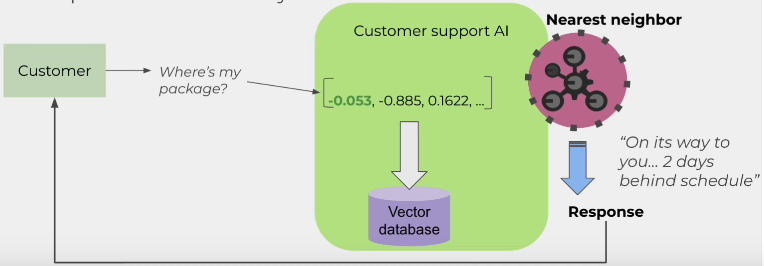 Customer support AI
Nearest neighbor
Customer
Where's my
package?
-0.053, -0.885, 0.1622, ...
"On its way to
you... 2 days
behind schedule"
Vector
database
Response